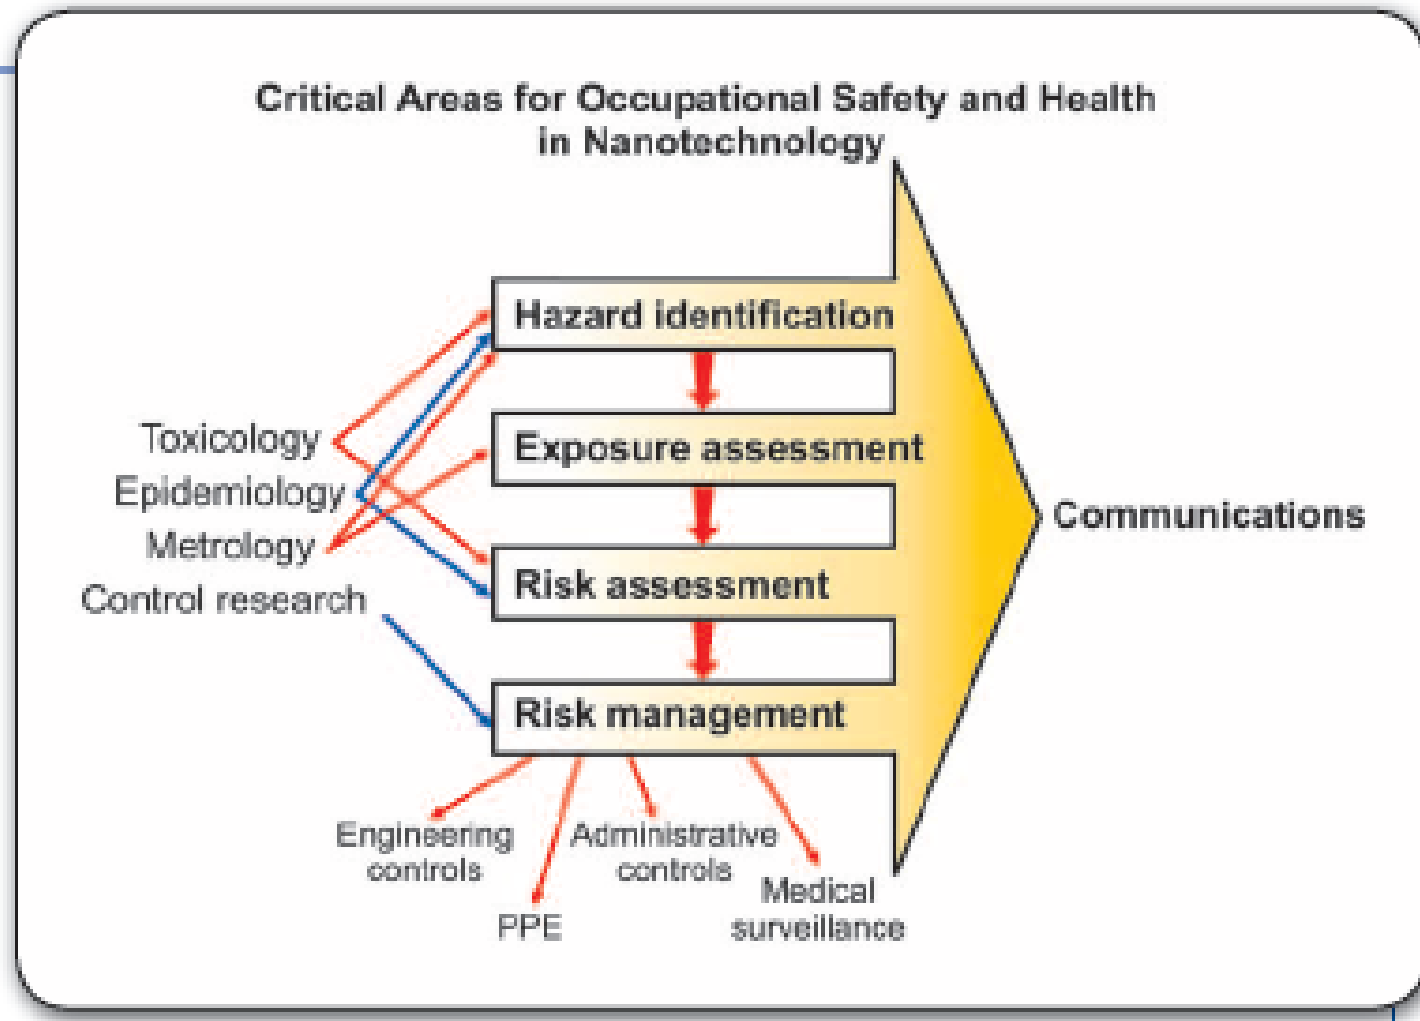 Critical Areas for Occupational Safety and Health
in Nanotechnology
Hazard identification
Exposure assessment
Risk assessment
Risk management
Toxicology
Epidemiology
Metrology
Control research
Communications
Engineering
controls
PPE
Administrative
controls
Medical
surveillance